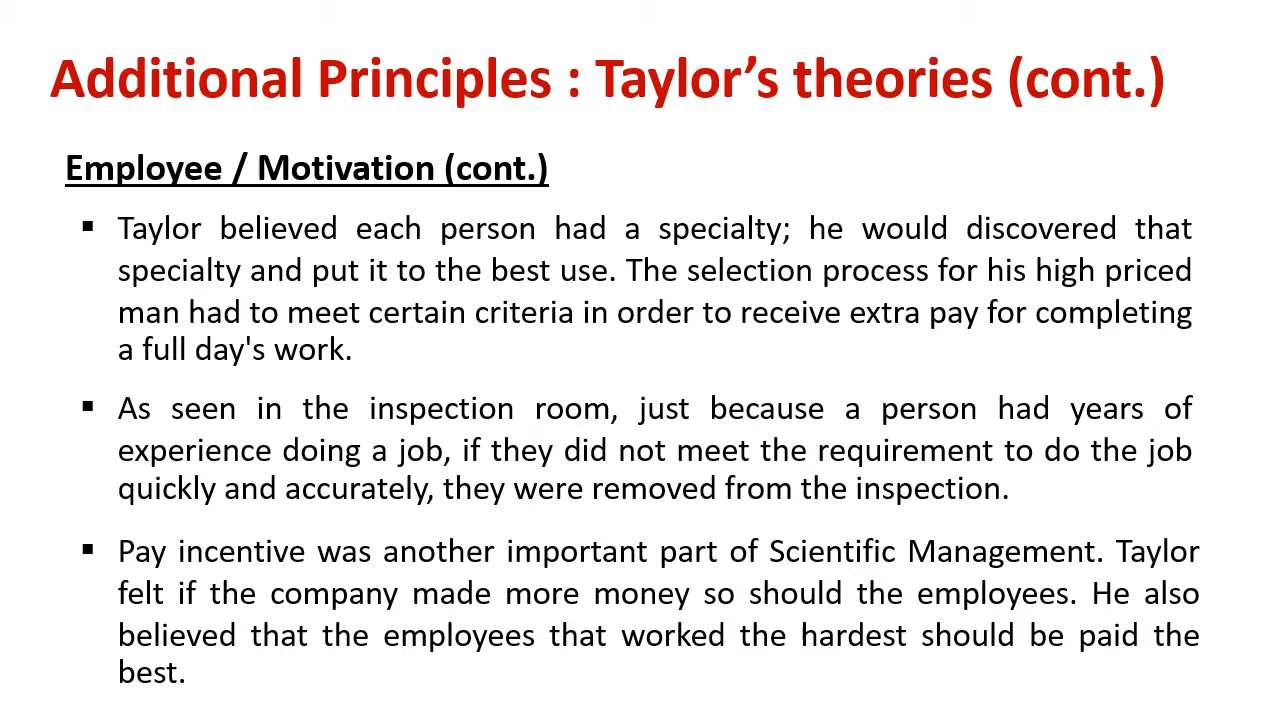 Additional Principles : Taylor’s theories (cont.)
Employee / Motivation (cont.)
▪ Taylor believed each person had a specialty; he would discovered that
specialty and put it to the best use. The selection process for his high priced
man had to meet certain criteria in order to receive extra pay for completing
a full day's work.
▪ As seen in the inspection room, just because a person had years of
experience doing a job, if they did not meet the requirement to do the job
quickly and accurately, they were removed from the inspection.
▪ Pay incentive was another important part of Scientific Management. Taylor
felt if the company made more money so should the employees. He also
believed that the employees that worked the hardest should be paid the
best.